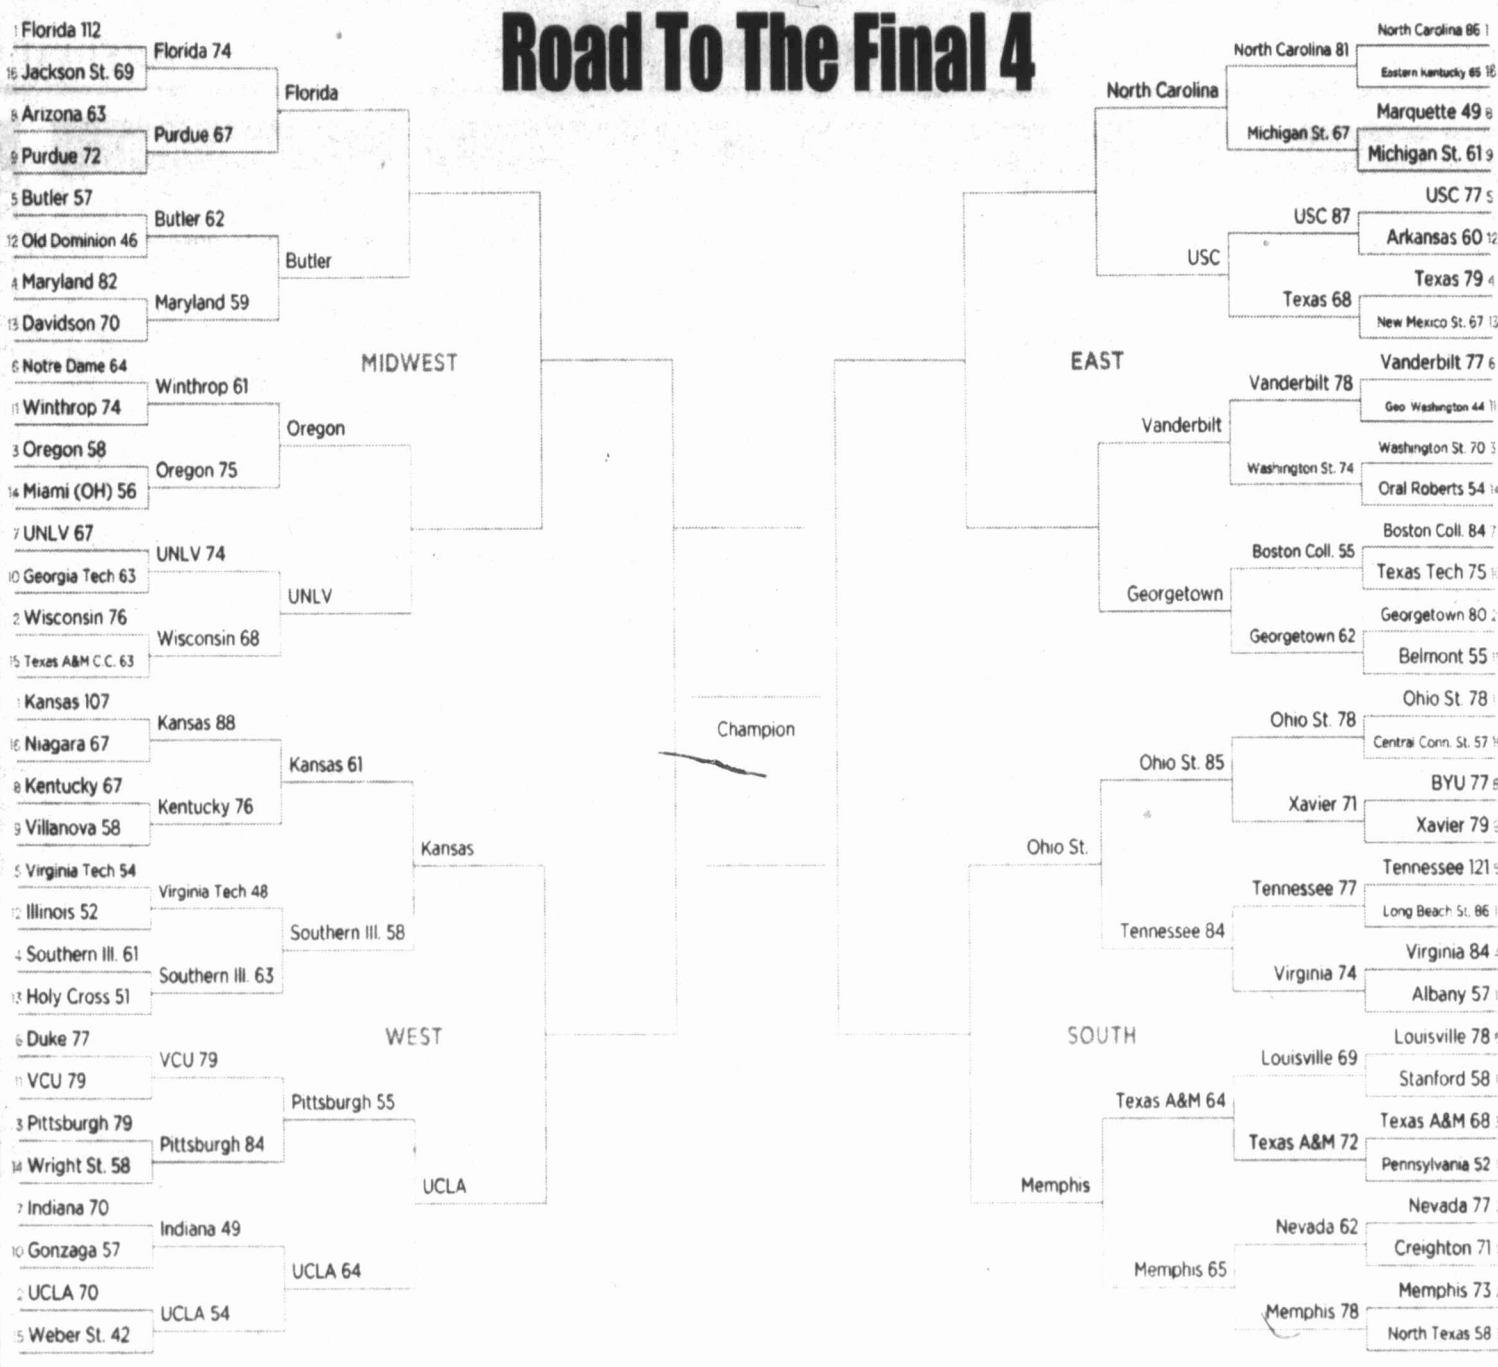 Road To The Final 4
1 Florida 112
16 Jackson St. 69
8 Arizona 63
9 Purdue 72
5 Butler 57
12 Old Dominion 46
4 Maryland 82
13 Davidson 70
6 Notre Dame 64
11 Winthrop 74
3 Oregon 58
14 Miami (OH) 56
7 UNLV 67
10 Georgia Tech 63
2 Wisconsin 76
15 Texas A&M C.C. 63
Florida 74
Purdue 67
Butler 62
Maryland 59
Winthrop 61
Oregon 75
UNLV 74
Wisconsin 68
Florida
Butler
Oregon
UNLV
MIDWEST
1 Kansas 107
16 Niagara 67
8 Kentucky 67
9 Villanova 58
5 Virginia Tech 54
12 Illinois 52
4 Southern Ill. 61
13 Holy Cross 51
6 Duke 77
11 VCU 79
3 Pittsburgh 79
14 Wright St. 58
7 Indiana 70
10 Gonzaga 57
2 UCLA 70
15 Weber St. 42
Kansas 88
Kentucky 76
Virginia Tech 48
Southern Ill. 63
VCU 79
Pittsburgh 84
Indiana 49
UCLA 54
Kansas 61
Southern Ill. 58
Pittsburgh 55
UCLA 64
Kansas
UCLA
WEST
Champion
North Carolina 86 1
Eastern Kentucky 65 16
Marquette 49 8
Michigan St. 61 9
USC 77 5
Arkansas 60 12
Texas 79 4
New Mexico St. 67 13
Vanderbilt 77 6
Geo Washington 44 11
Washington St. 70 3
Oral Roberts 54 14
Boston Coll. 84 7
Texas Tech 75
Georgetown 80 2
Belmont 55
North Carolina 81
Michigan St. 67
USC 87
Texas 68
Vanderbilt 78
Washington St. 74
Boston Coll. 55
Georgetown 62
North Carolina
USC
Vanderbilt
Georgetown
EAST
Ohio St. 78
Central Conn. St. 57
BYU 77 8
Xavier 79 9
Tennessee 121 5
Long Beach St. 86
Virginia 84
Albany 57
Louisville 78
Stanford 58
Texas A&M 68
Pennsylvania 52
Nevada 77
Creighton 71
Memphis 73
North Texas 58
Ohio St. 78
Xavier 71
Tennessee 77
Virginia 74
Louisville 69
Texas A&M 72
Nevada 62
Memphis 78
Ohio St. 85
Tennessee 84
Texas A&M 64
Memphis 65
Ohio St.
Memphis
SOUTH